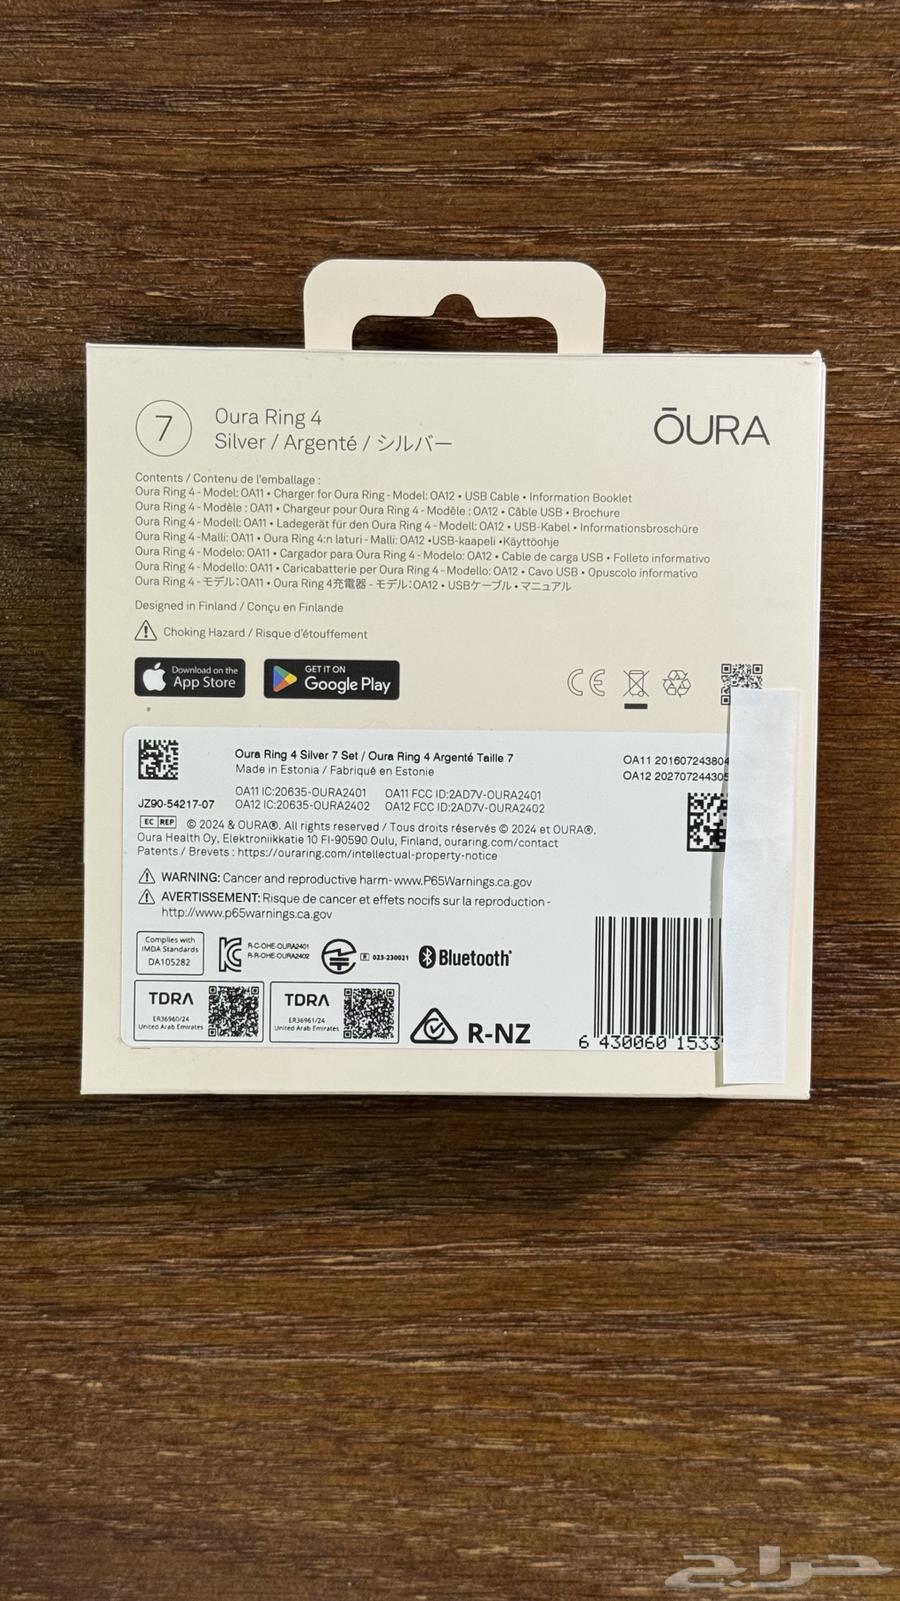 7
Oura Ring 4
Silver / Argenté / シルバー
ŌURA
Contents / Contenu de l'emballage :
Oura Ring 4 - Model: OA11 • Charger for Oura Ring - Model: OA12 • USB Cable • Information Booklet
Oura Ring 4 - Modèle : OA11 • Chargeur pour Oura Ring 4 - Modèle : OA12 • Câble USB • Brochure
Oura Ring 4 - Modell: OA11 • Ladegerät für den Oura Ring 4 - Modell: OA12 • USB-Kabel • Informationsbroschüre
Oura Ring 4 -Malli: OA11 • Oura Ring 4:n laturi - Malli: OA12 •USB-kaapeli •Käyttöohje
Oura Ring 4 - Modelo: OA11 • Cargador para Oura Ring 4 - Modelo: OA12 • Cable de carga USB • Folleto informativo
Oura Ring 4 - Modello: OA11 • Caricabatterie per Oura Ring 4 - Modello: OA12 • Cavo USB • Opuscolo informativo
Oura Ring 4 - モデル:OA11 • Oura Ring 4充電器 - モデル:OA12 • USBケーブル • マニュアル
Designed in Finland / Conçu en Finlande
Choking Hazard / Risque d'étouffement
Download on the
App Store
GET IT ON
Google Play
CE
Oura Ring 4 Silver 7 Set / Oura Ring 4 Argenté Taille 7
Made in Estonia / Fabriqué en Estonie
OA11 201607243804
OA12 202707244305
OA11 IC:20635-OURA2401 OA11 FCC ID:2AD7V-OURA2401
OA12 IC:20635-OURA2402 OA12 FCC ID:2AD7V-OURA2402
JZ90-54217-07
EC REP © 2024 & OURA®. All rights reserved / Tous droits réservés © 2024 et OURA®.
Oura Health Oy, Elektroniikkatie 10 FI-90590 Oulu, Finland, ouraring.com/contact
Patents / Brevets : https://ouraring.com/intellectual-property-notice
WARNING: Cancer and reproductive harm-www.P65Warnings.ca.gov
AVERTISSEMENT: Risque de cancer et effets nocifs sur la reproduction -
http://www.p65warnings.ca.gov
Complies with
IMDA Standards
DA105282
R-C-OHE-OURA2401
R-R-OHE-OURA2402
R 023-230021
Bluetooth®
TDRA
ER36960/24
United Arab Emirates
TDRA
ER36961/24
United Arab Emirates
R-NZ
6 430060 1533
حراج